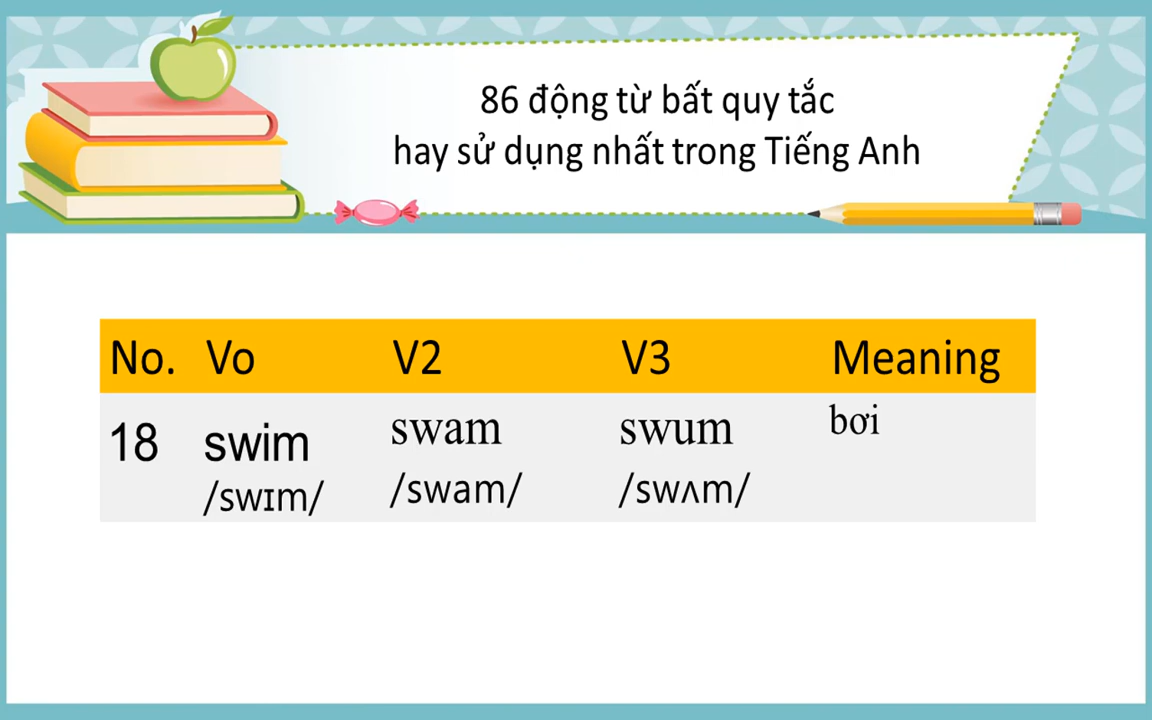 86 động từ bất quy tắc
hay sử dụng nhất trong Tiếng Anh
No. Vo V2 V3 Meaning
18 swim swam swum bơi
/swɪm/ /swam/ /swʌm/